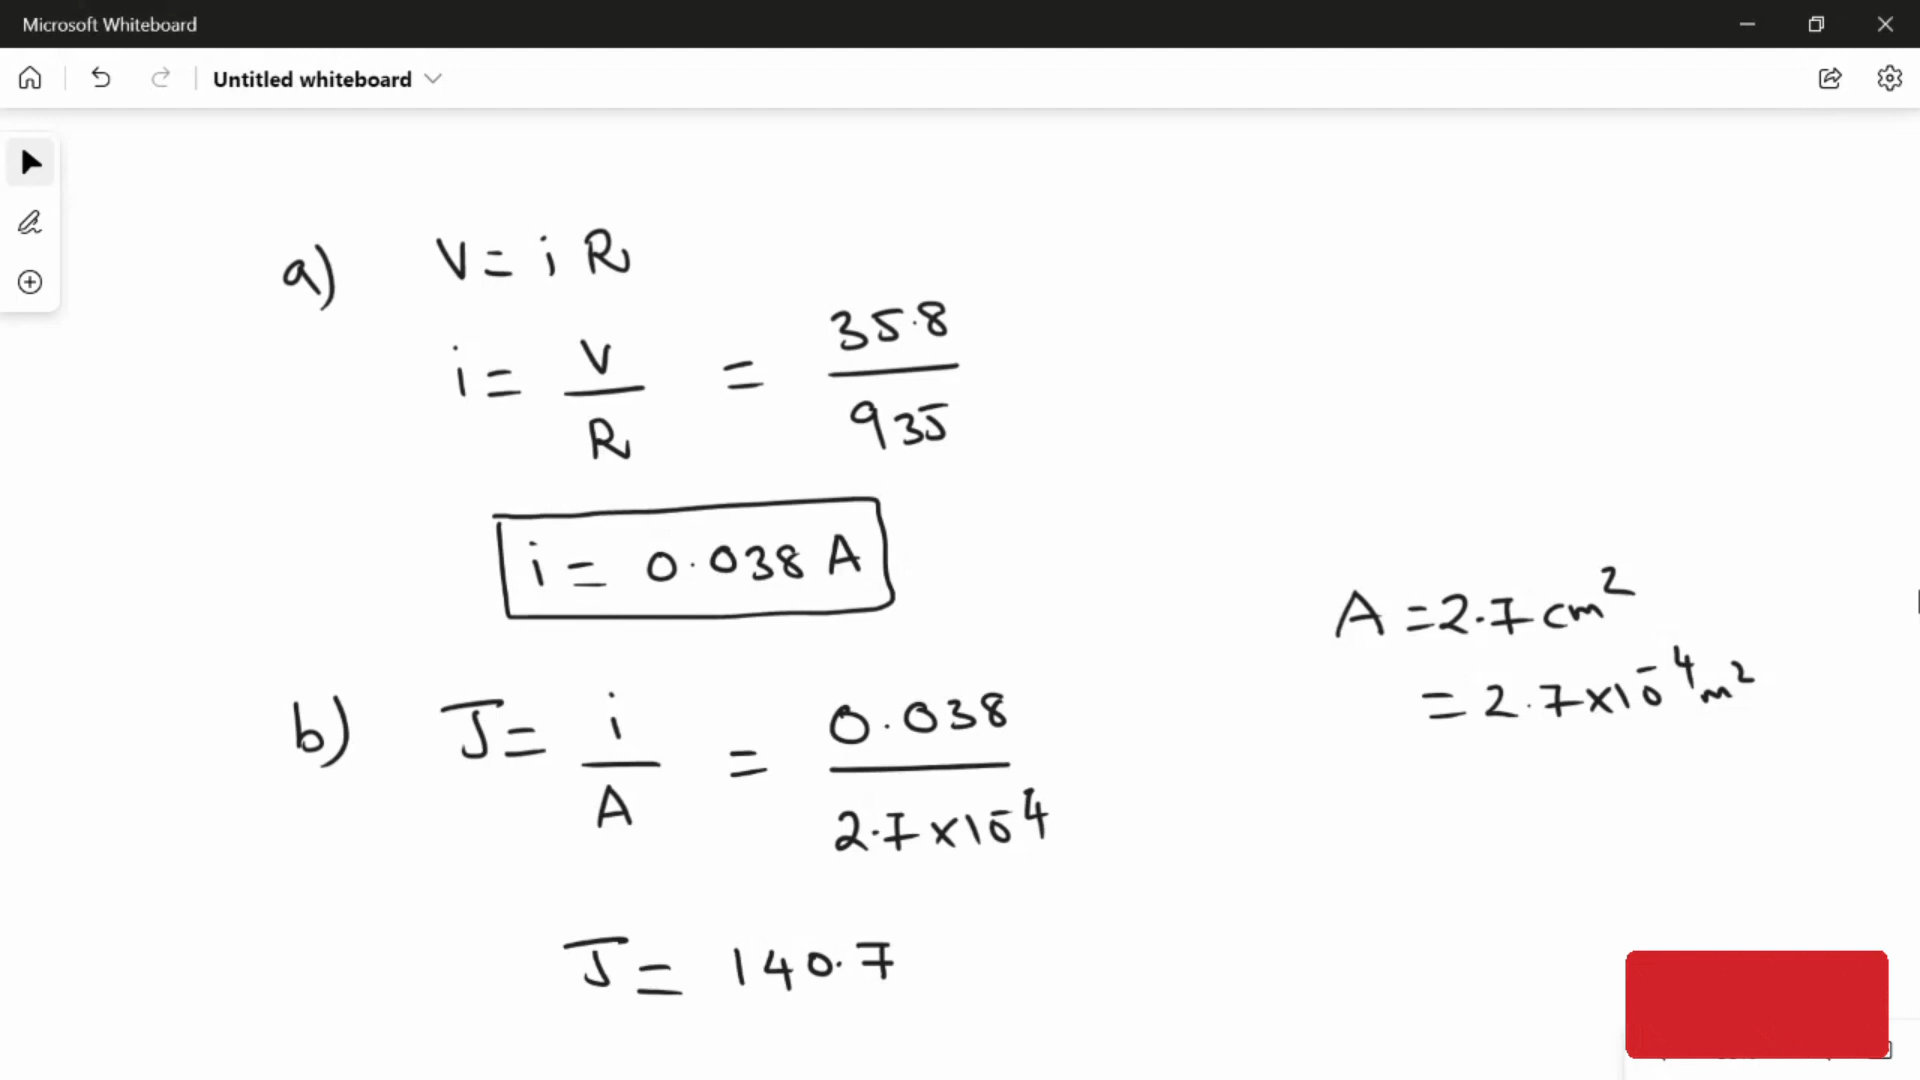 Microsoft Whiteboard
Untitled whiteboard
a) V = i R
i = V / R = 35.8 / 935
i = 0.038 A
A = 2.7 cm²
= 2.7 × 10⁻⁴ m²
b) J = i / A = 0.038 / 2.7 × 10⁻⁴
J = 140.7